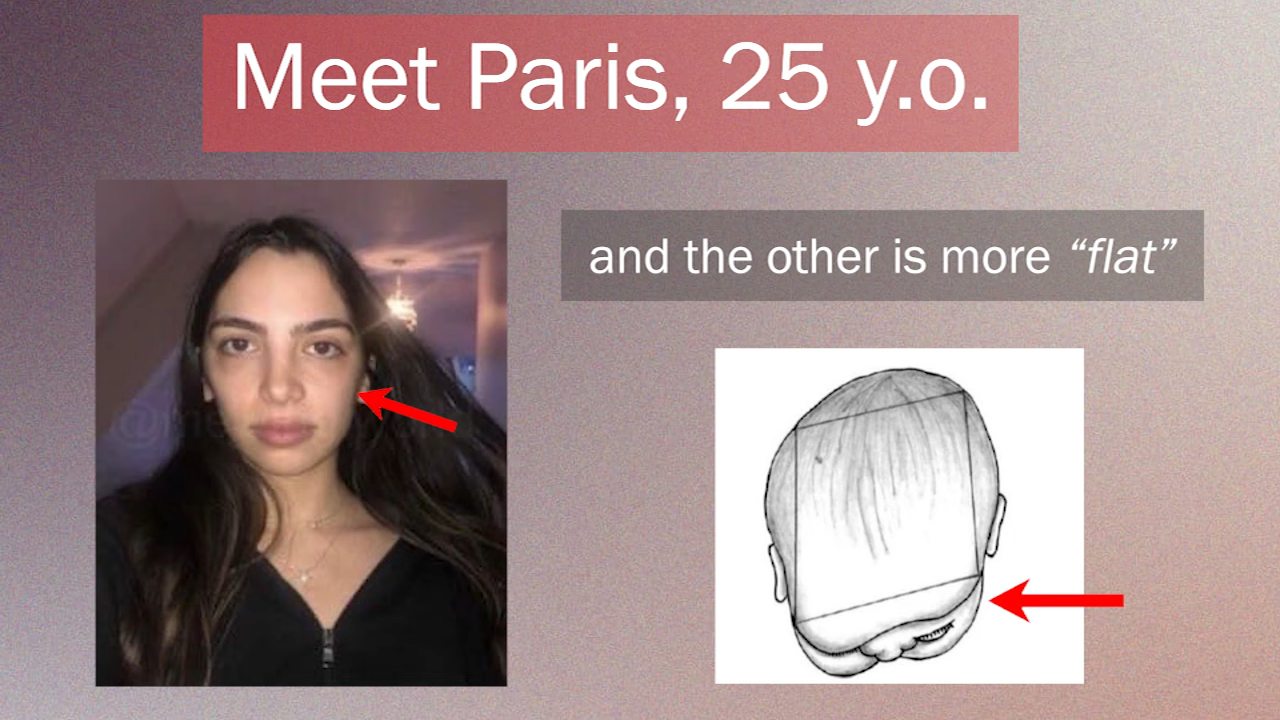 Meet Paris, 25 y.o.
and the other is more “flat”